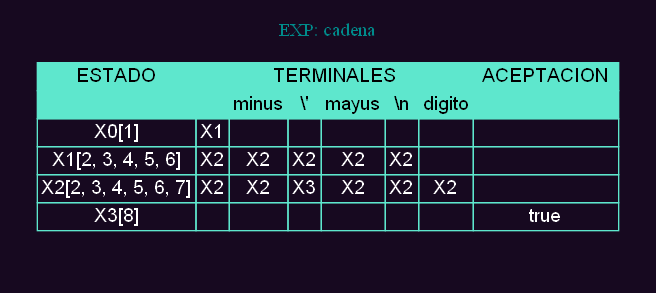 EXP: cadena
ESTADO TERMINALES ACEPTACION
minus \' mayus \n digito
X0[1] X1
X1[2, 3, 4, 5, 6] X2 X2 X2 X2 X2
X2[2, 3, 4, 5, 6, 7] X2 X2 X3 X2 X2 X2
X3[8] true